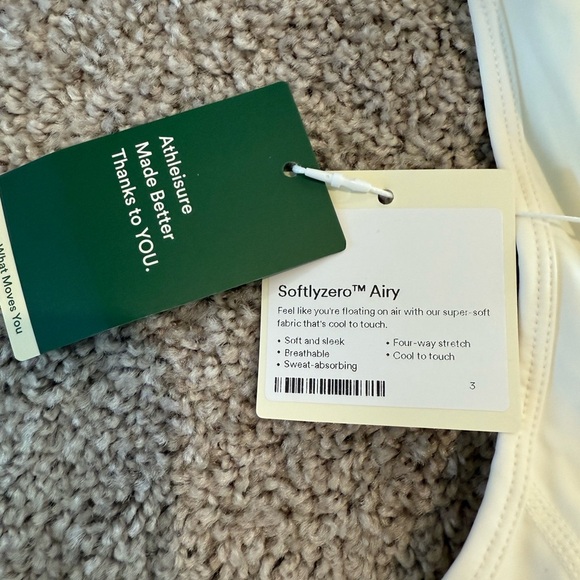 Athleisure
Made Better
Thanks to YOU.
What Moves You
Softlyzero™ Airy
Feel like you're floating on air with our super-soft
fabric that's cool to touch.
• Soft and sleek
• Breathable
• Sweat-absorbing
• Four-way stretch
• Cool to touch
3